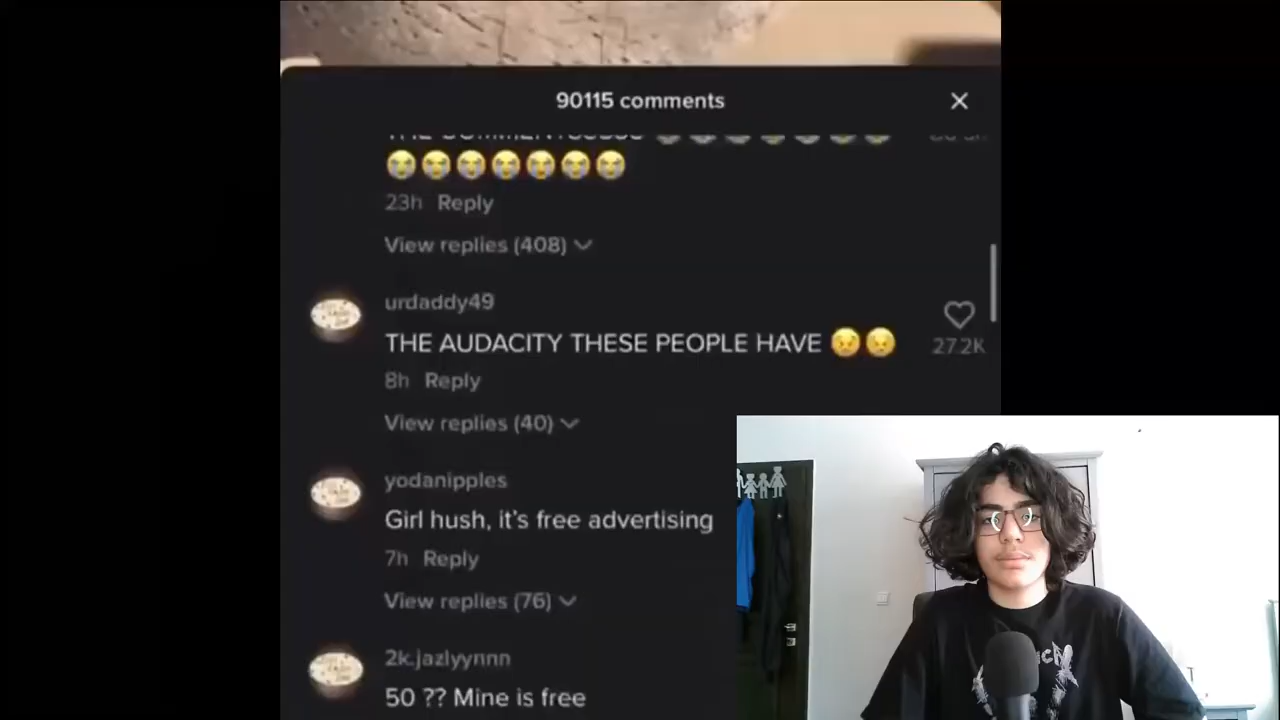 90115 comments
😭😭😭😭😭😭😭
23h Reply
View replies (408)
urdaddy49
THE AUDACITY THESE PEOPLE HAVE 😠😠
27.2K
8h Reply
View replies (40)
yodanipples
Girl hush, it's free advertising
7h Reply
View replies (76)
2k.jazlyynnn
50 ?? Mine is free